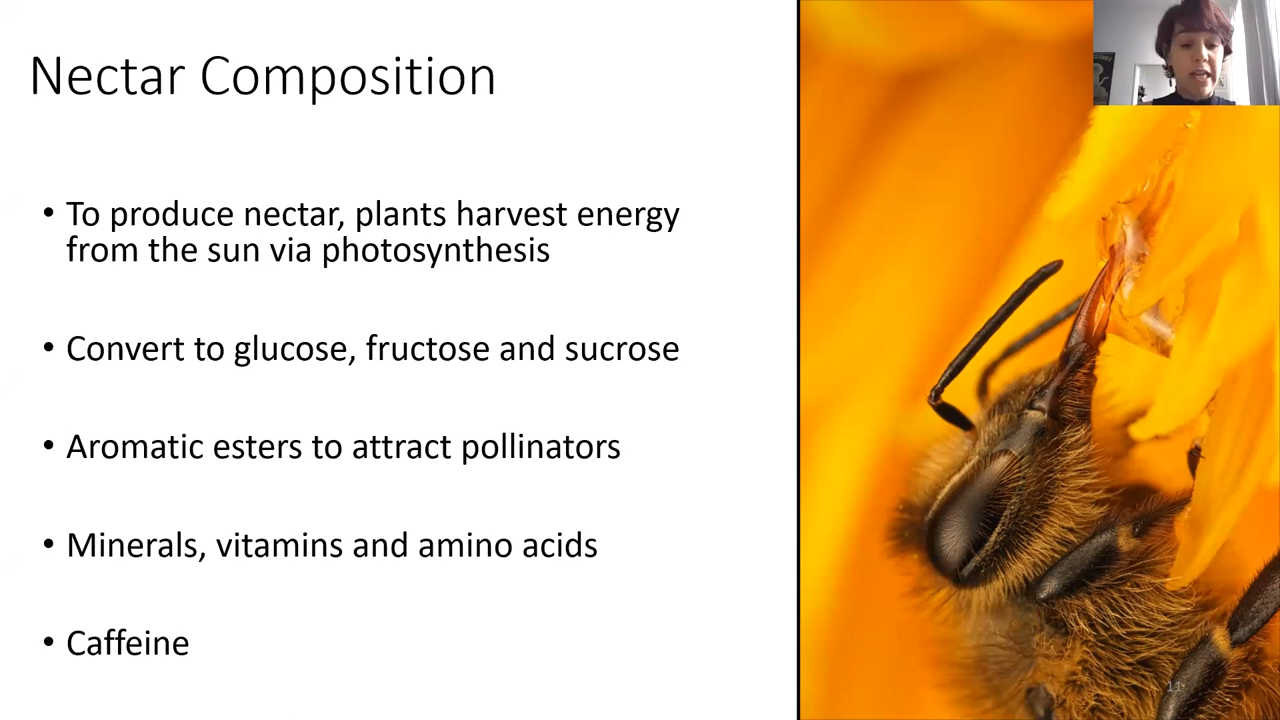 Nectar Composition
• To produce nectar, plants harvest energy
from the sun via photosynthesis
• Convert to glucose, fructose and sucrose
• Aromatic esters to attract pollinators
• Minerals, vitamins and amino acids
• Caffeine
11